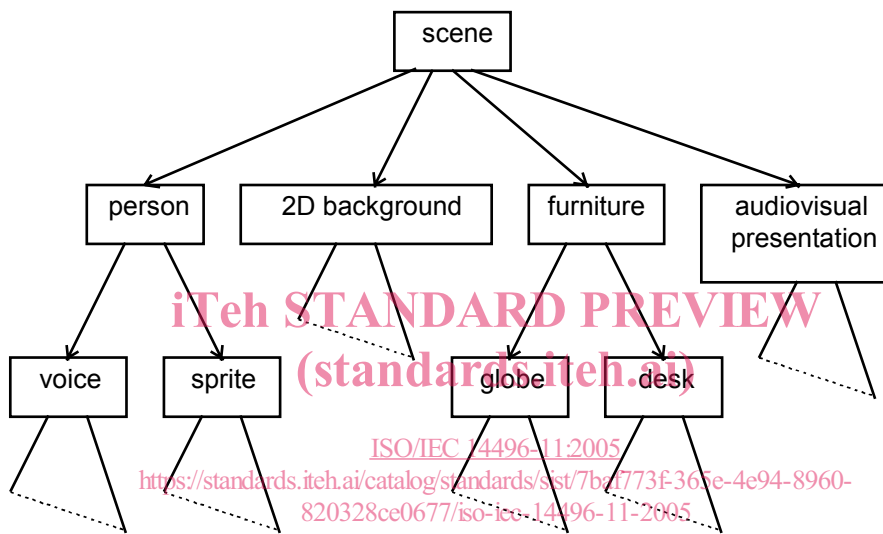 scene
person
2D background
furniture
audiovisual
presentation
iTeh STANDARD PREVIEW
(standards.iteh.ai)
voice
sprite
globe
desk
ISO/IEC 14496-11:2005
https://standards.iteh.ai/catalog/standards/sist/7baf773f-365e-4e94-8960-
820328ce0677/iso-iec-14496-11-2005